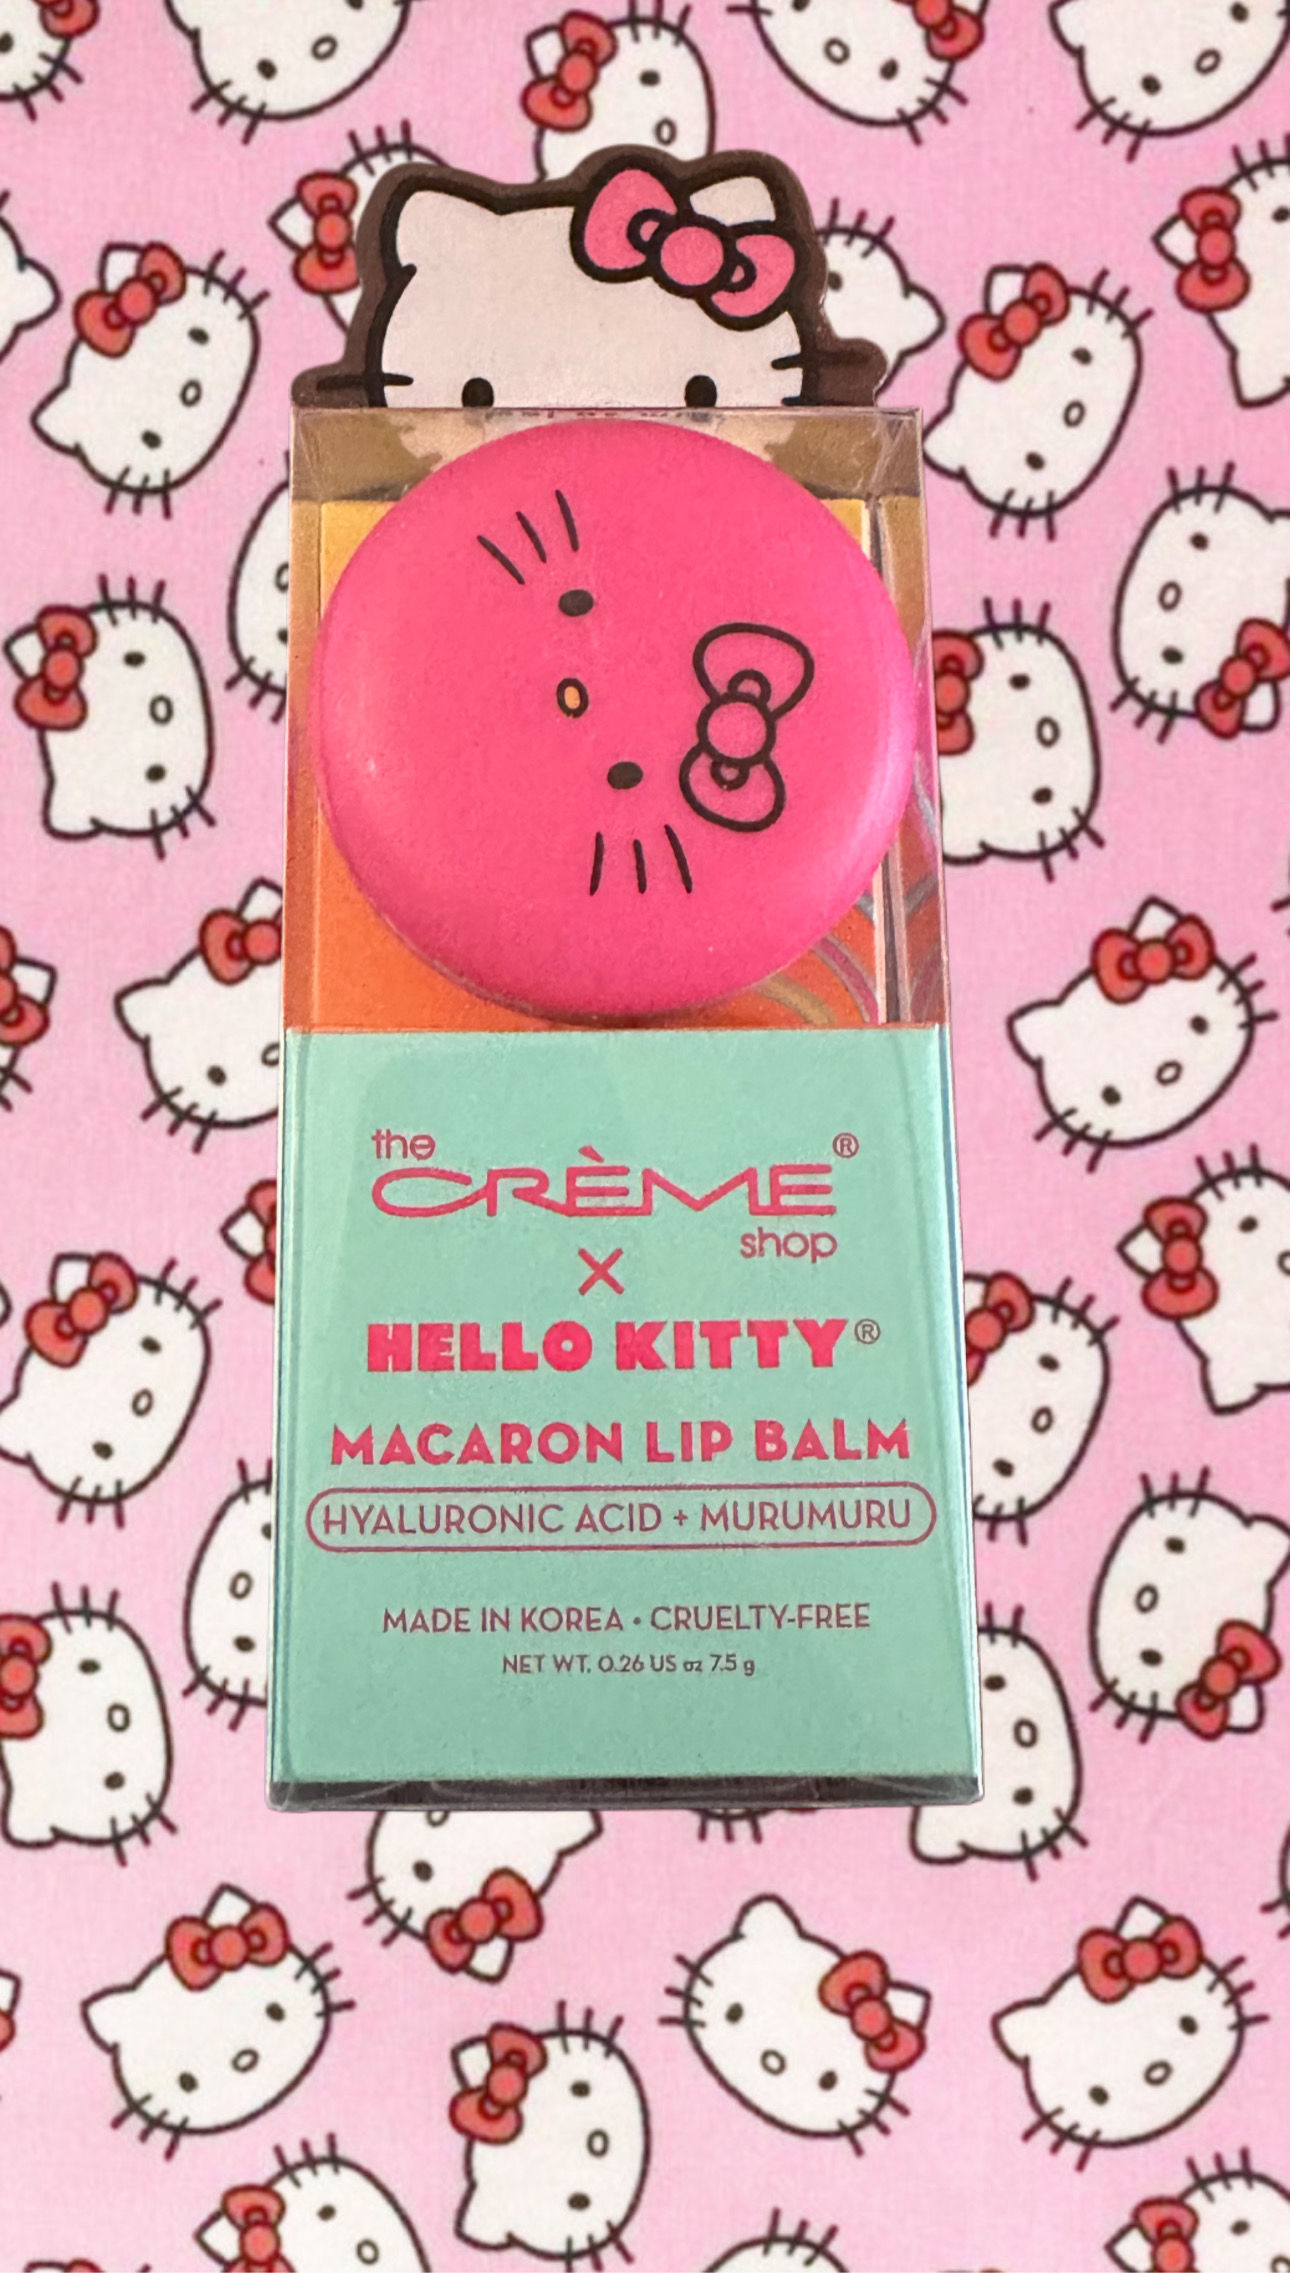 the
CRÈME®
shop
×
HELLO KITTY®
MACARON LIP BALM
HYALURONIC ACID + MURUMURU
MADE IN KOREA • CRUELTY-FREE
NET WT. 0.26 US oz 7.5 g